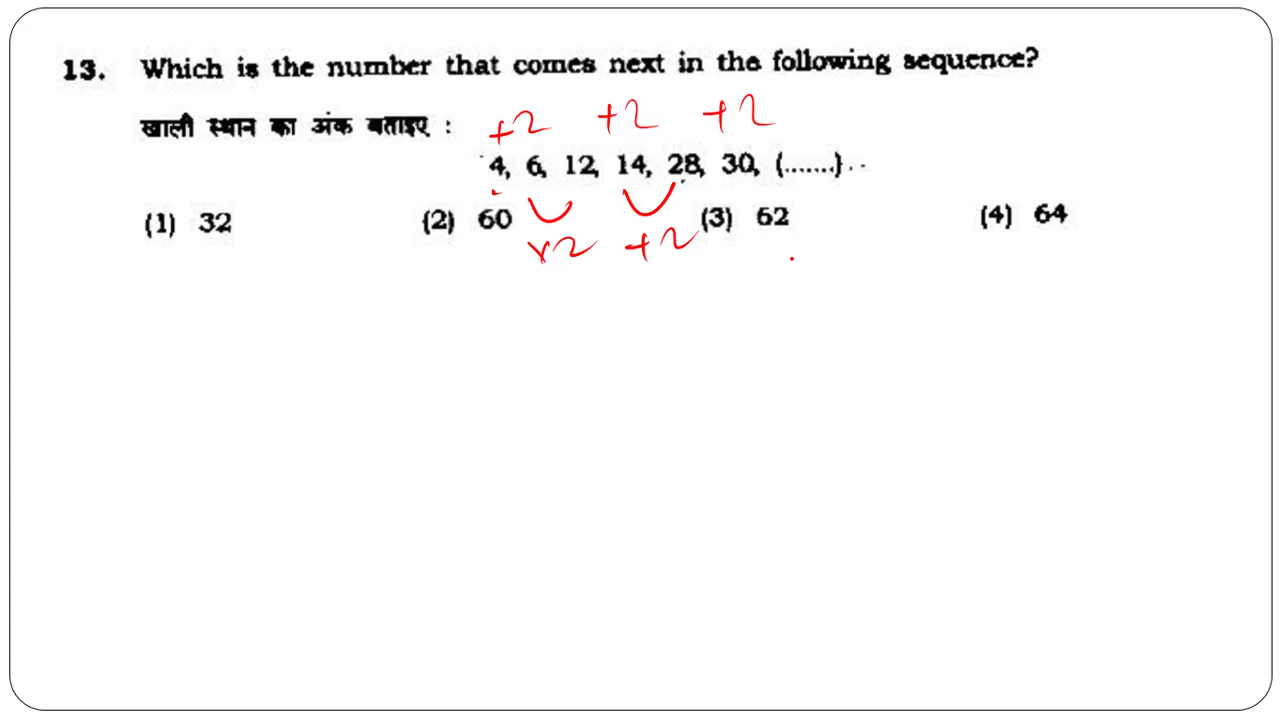 13. Which is the number that comes next in the following sequence?
खाली स्थान का अंक बताइए :
+2 +2 +2
4, 6, 12, 14, 28, 30, (.......)
(1) 32 (2) 60 (3) 62 (4) 64
×2 +2